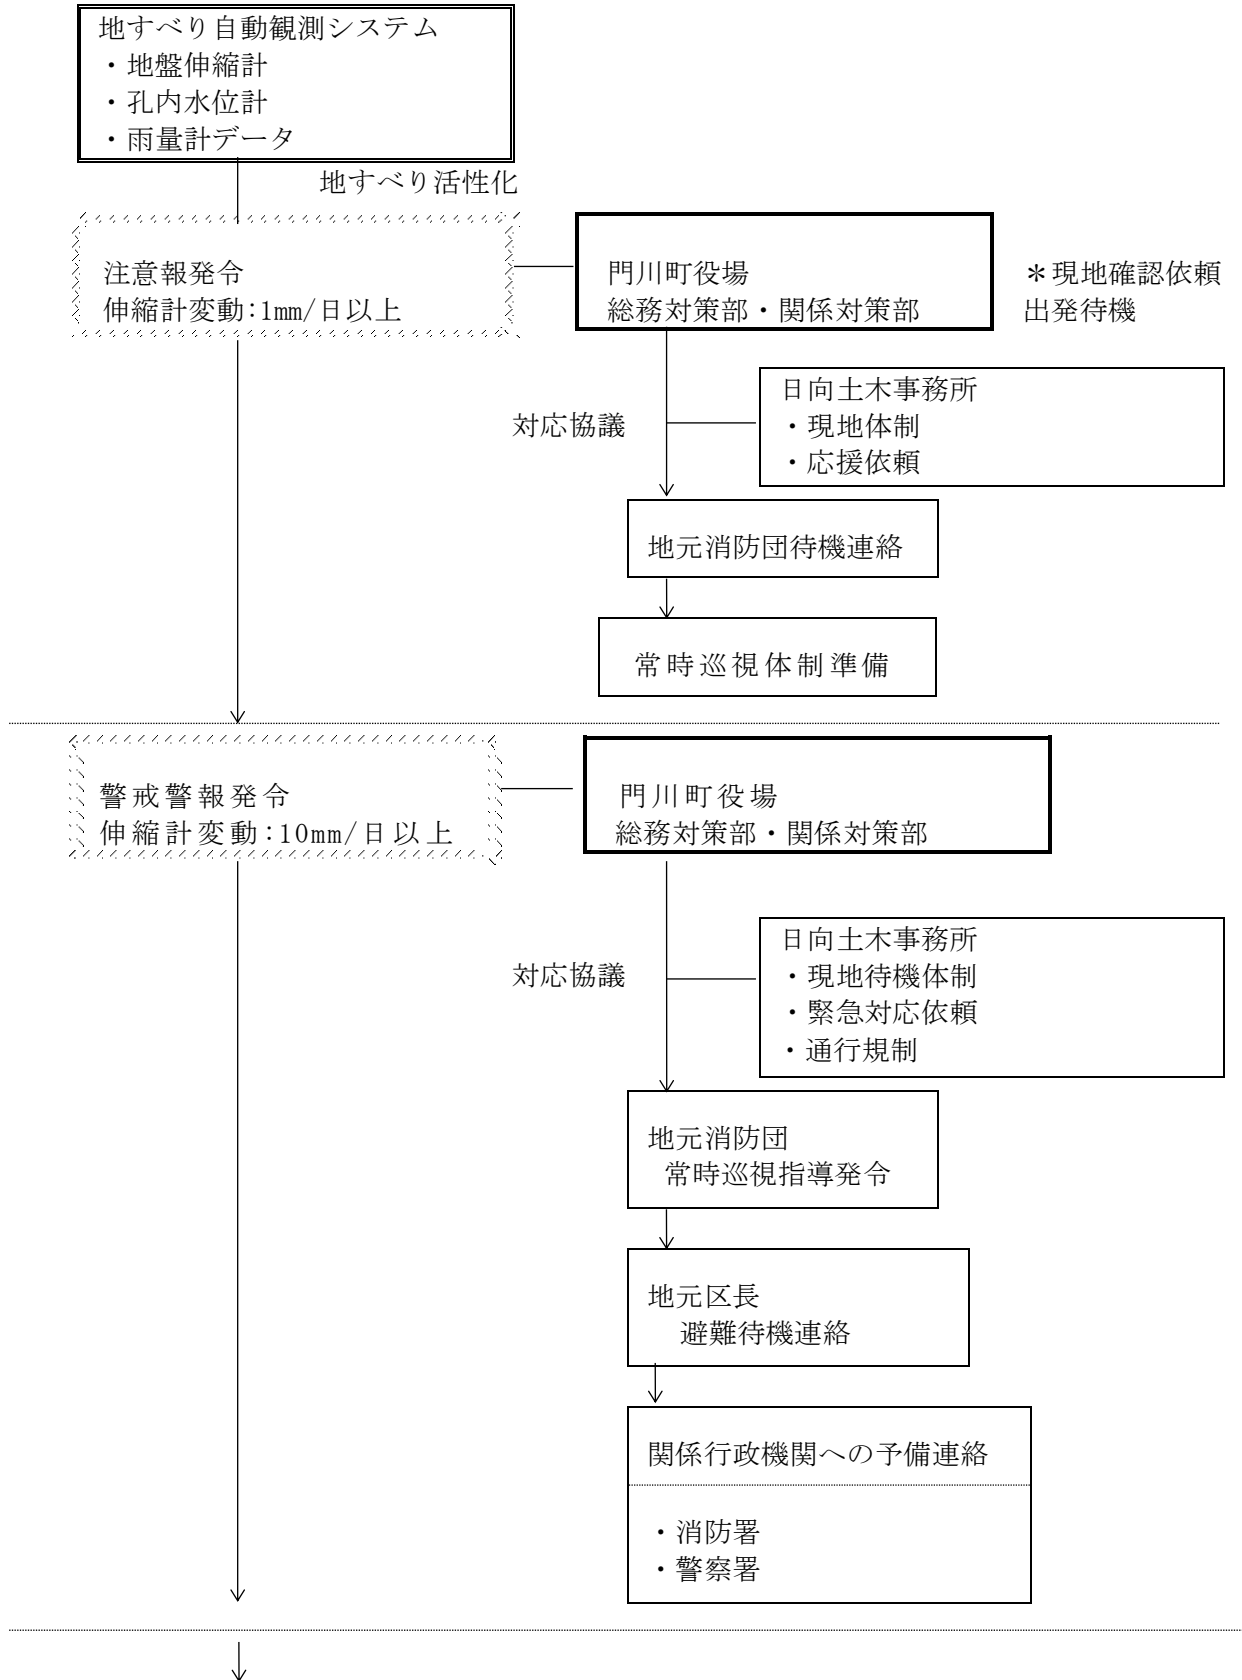 地すべり自動観測システム
・地盤伸縮計
・孔内水位計
・雨量計データ
地すべり活性化
注意報発令
伸縮計変動:1mm/日以上
門川町役場
総務対策部・関係対策部
＊現地確認依頼
出発待機
対応協議
日向土木事務所
・現地体制
・応援依頼
地元消防団待機連絡
常時巡視体制準備
警戒警報発令
伸縮計変動:10mm/日以上
門川町役場
総務対策部・関係対策部
対応協議
日向土木事務所
・現地待機体制
・緊急対応依頼
・通行規制
地元消防団
常時巡視指導発令
地元区長
避難待機連絡
関係行政機関への予備連絡
・消防署
・警察署